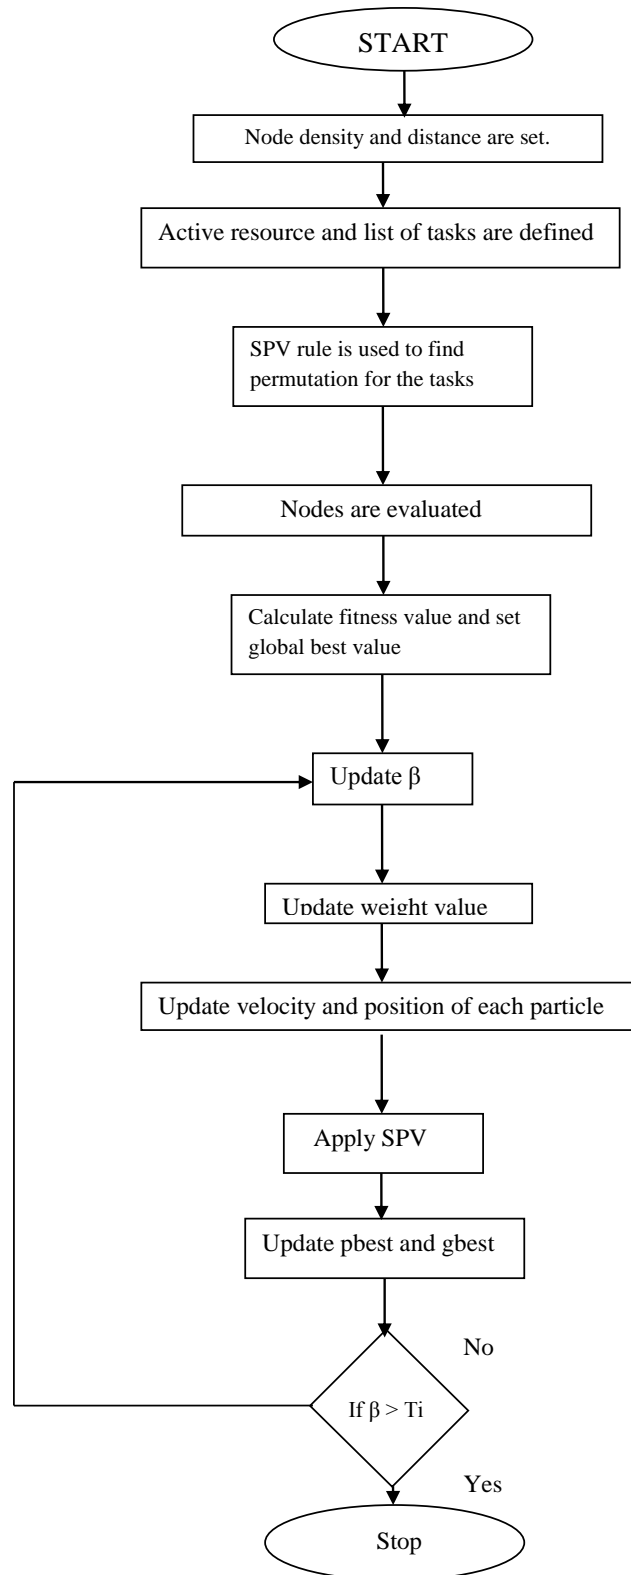 START
Node density and distance are set.
Active resource and list of tasks are defined
SPV rule is used to find
permutation for the tasks
Nodes are evaluated
Calculate fitness value and set
global best value
Update β
Update weight value
Update velocity and position of each particle
Apply SPV
Update pbest and gbest
No
If β > Ti
Yes
Stop